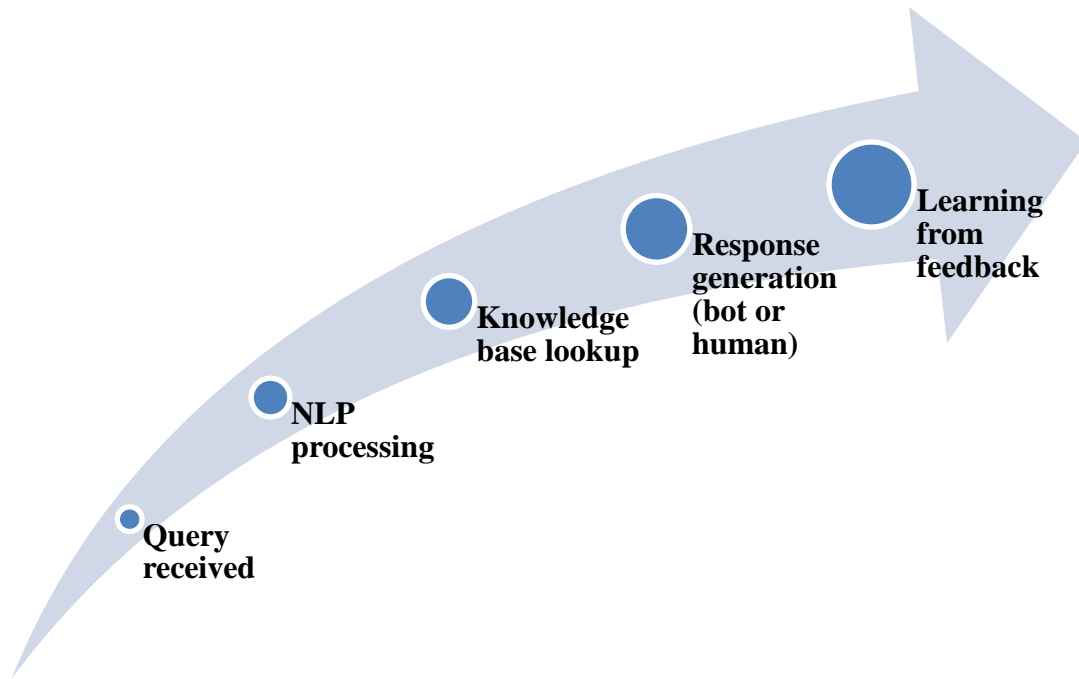 Query
received
NLP
processing
Knowledge
base lookup
Response
generation
(bot or
human)
Learning
from
feedback